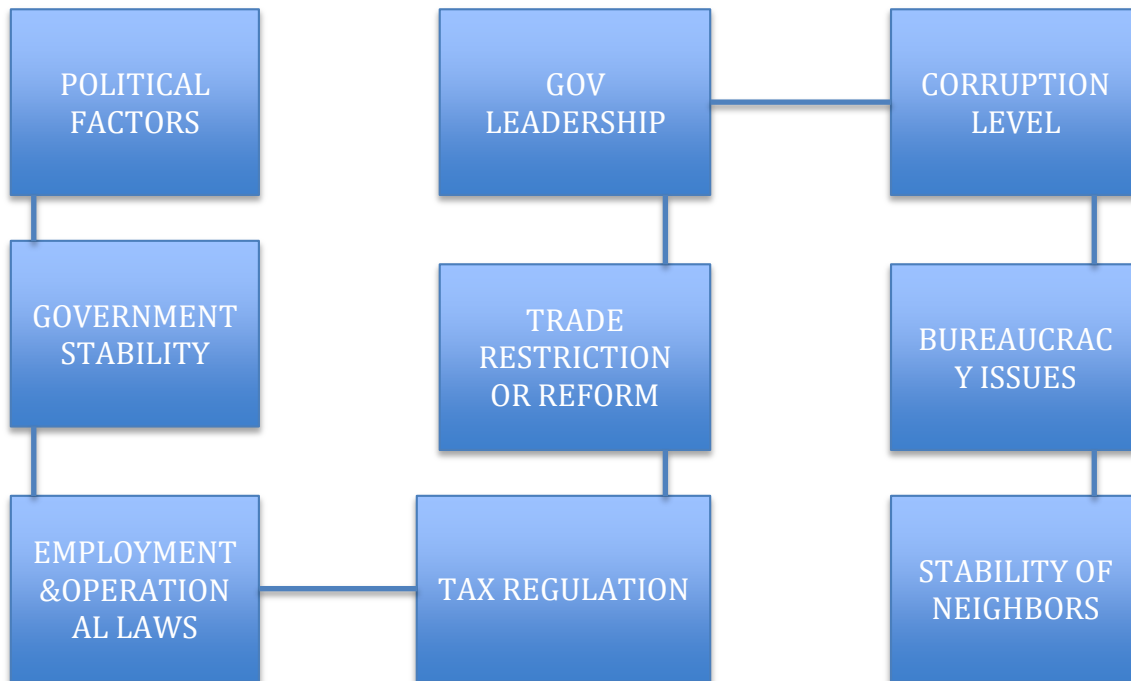 POLITICAL
FACTORS
GOVERNMENT
STABILITY
EMPLOYMENT
&OPERATION
AL LAWS
TAX REGULATION
TRADE
RESTRICTION
OR REFORM
GOV
LEADERSHIP
CORRUPTION
LEVEL
BUREAUCRAC
Y ISSUES
STABILITY OF
NEIGHBORS